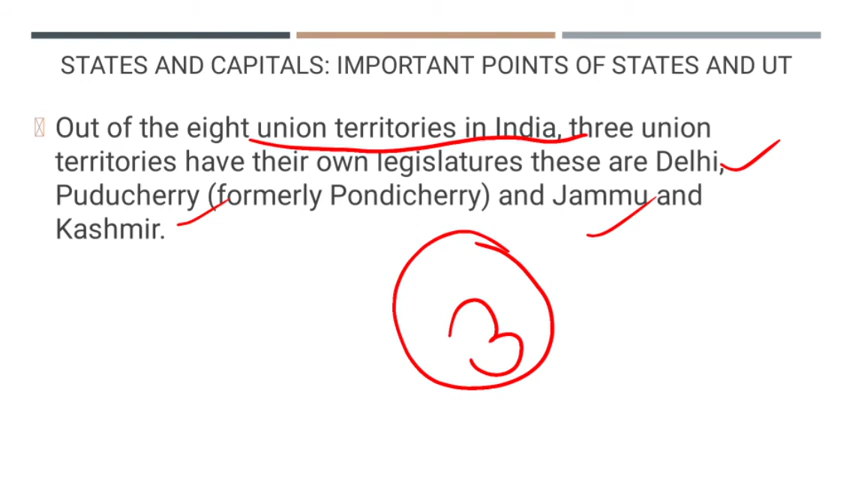 STATES AND CAPITALS: IMPORTANT POINTS OF STATES AND UT
Out of the eight union territories in India, three union
territories have their own legislatures these are Delhi,
Puducherry (formerly Pondicherry) and Jammu and
Kashmir.
3